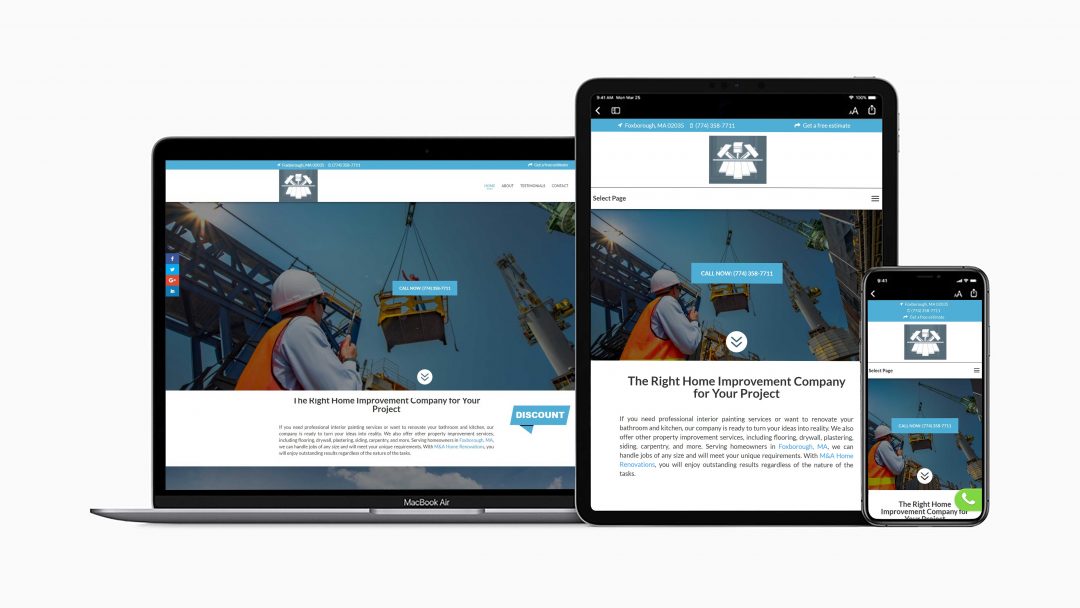 Foxborough, MA 02035 (774) 358-7711 Get a free estimate
HOME ABOUT TESTIMONIALS CONTACT
CALL NOW: (774) 358-7711
The Right Home Improvement Company for Your
Project
If you need professional interior painting services or want to renovate your bathroom and kitchen, our
company is ready to turn your ideas into reality. We also offer other property improvement services,
including flooring, drywall, plastering, siding, carpentry, and more. Serving homeowners in Foxborough, MA,
we can handle jobs of any size and will meet your unique requirements. With M&A Home Renovations, you
will enjoy outstanding results regardless of the nature of the tasks.
DISCOUNT
MacBook Air
9:41 AM Mon Mar 25 100%
AA
Foxborough, MA 02035 (774) 358-7711 Get a free estimate
Select Page
CALL NOW: (774) 358-7711
The Right Home Improvement Company
for Your Project
If you need professional interior painting services or want to renovate your
bathroom and kitchen, our company is ready to turn your ideas into reality. We also
offer other property improvement services, including flooring, drywall, plastering,
siding, carpentry, and more. Serving homeowners in Foxborough, MA, we can
handle jobs of any size and will meet your unique requirements. With M&A Home
Renovations, you will enjoy outstanding results regardless of the nature of the
tasks.
9:41
AA
Foxborough, MA 02035
(774) 358-7711
Get a free estimate
Select Page
CALL NOW: (774) 358-7711
The Right Home
Improvement Company for
Your Project